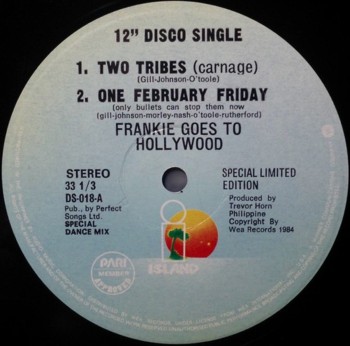 12" DISCO SINGLE
1. TWO TRIBES (carnage)
(Gill-Johnson-O'toole)
2. ONE FEBRUARY FRIDAY
(only bullets can stop them now
(gill-johnson-morley-nash-o'toole-rutherford)
FRANKIE GOES TO
HOLLYWOOD
STEREO
33 1/3
DS-018-A
Pub., by Perfect
Songs Ltd.
SPECIAL
DANCE MIX
SPECIAL LIMITED
EDITION
Produced by
Trevor Horn
Philippine
Copyright By
Wea Records 1984
ISLAND
PARI
APPROVED